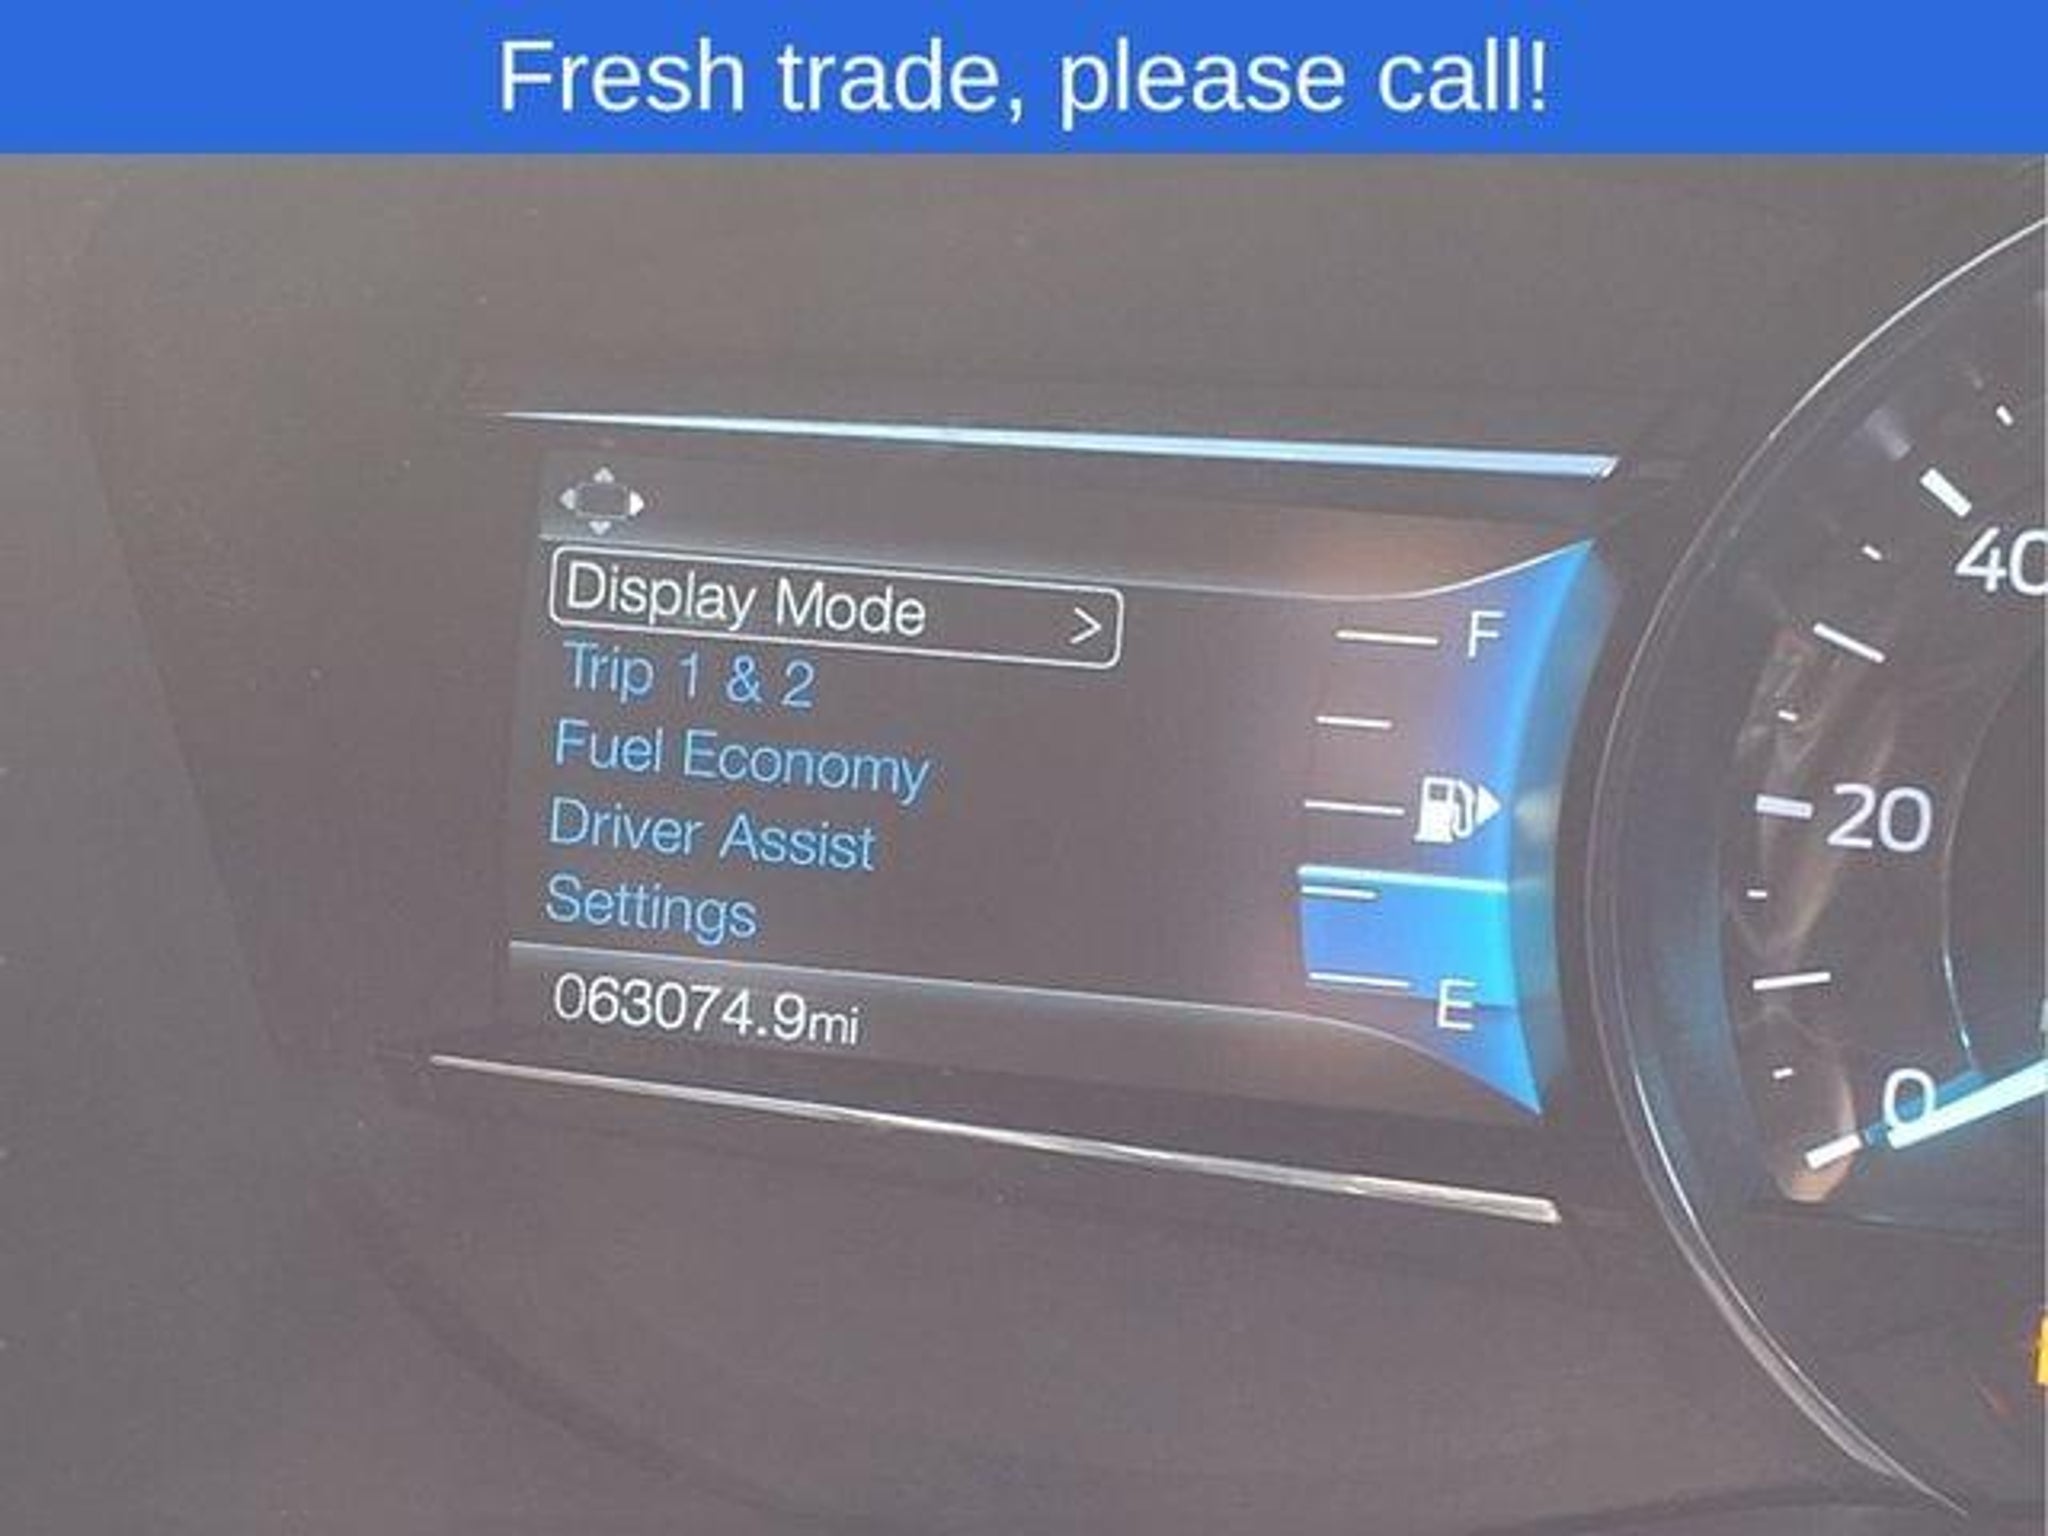 Fresh trade, please call!
Display Mode >
Trip 1 & 2
Fuel Economy
Driver Assist
Settings
063074.9mi
F
E
40
20
0